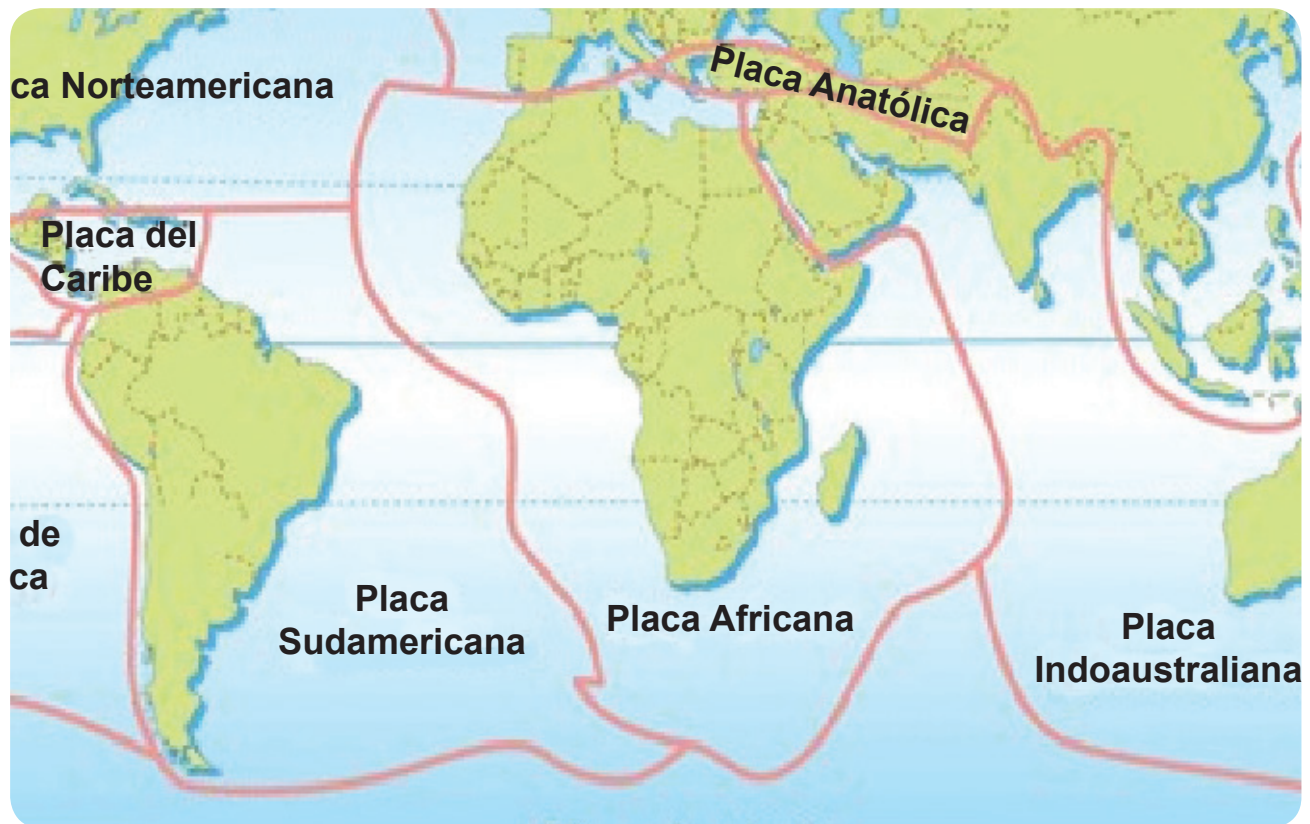 ca Norteamericana
Placa Anatólica
Placa del
Caribe
de
ca
Placa
Sudamericana
Placa Africana
Placa
Indoaustraliana